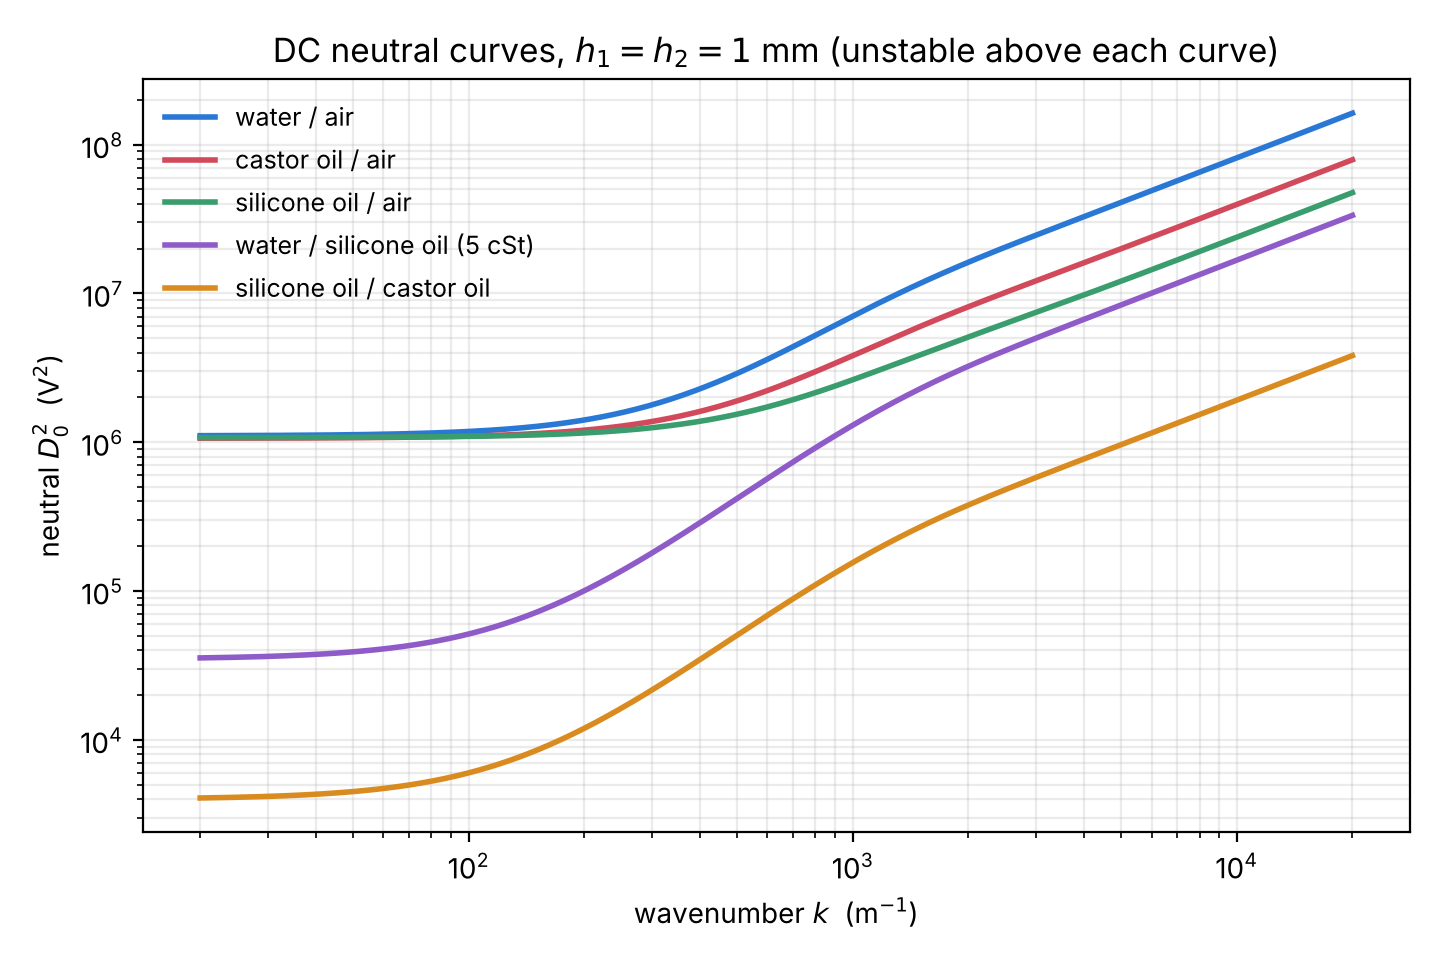 DC neutral curves, h₁ = h₂ = 1 mm (unstable above each curve)
water / air
castor oil / air
silicone oil / air
water / silicone oil (5 cSt)
silicone oil / castor oil
neutral D₀² (V²)
10⁸
10⁷
10⁶
10⁵
10⁴
10² 10³ 10⁴
wavenumber k (m⁻¹)